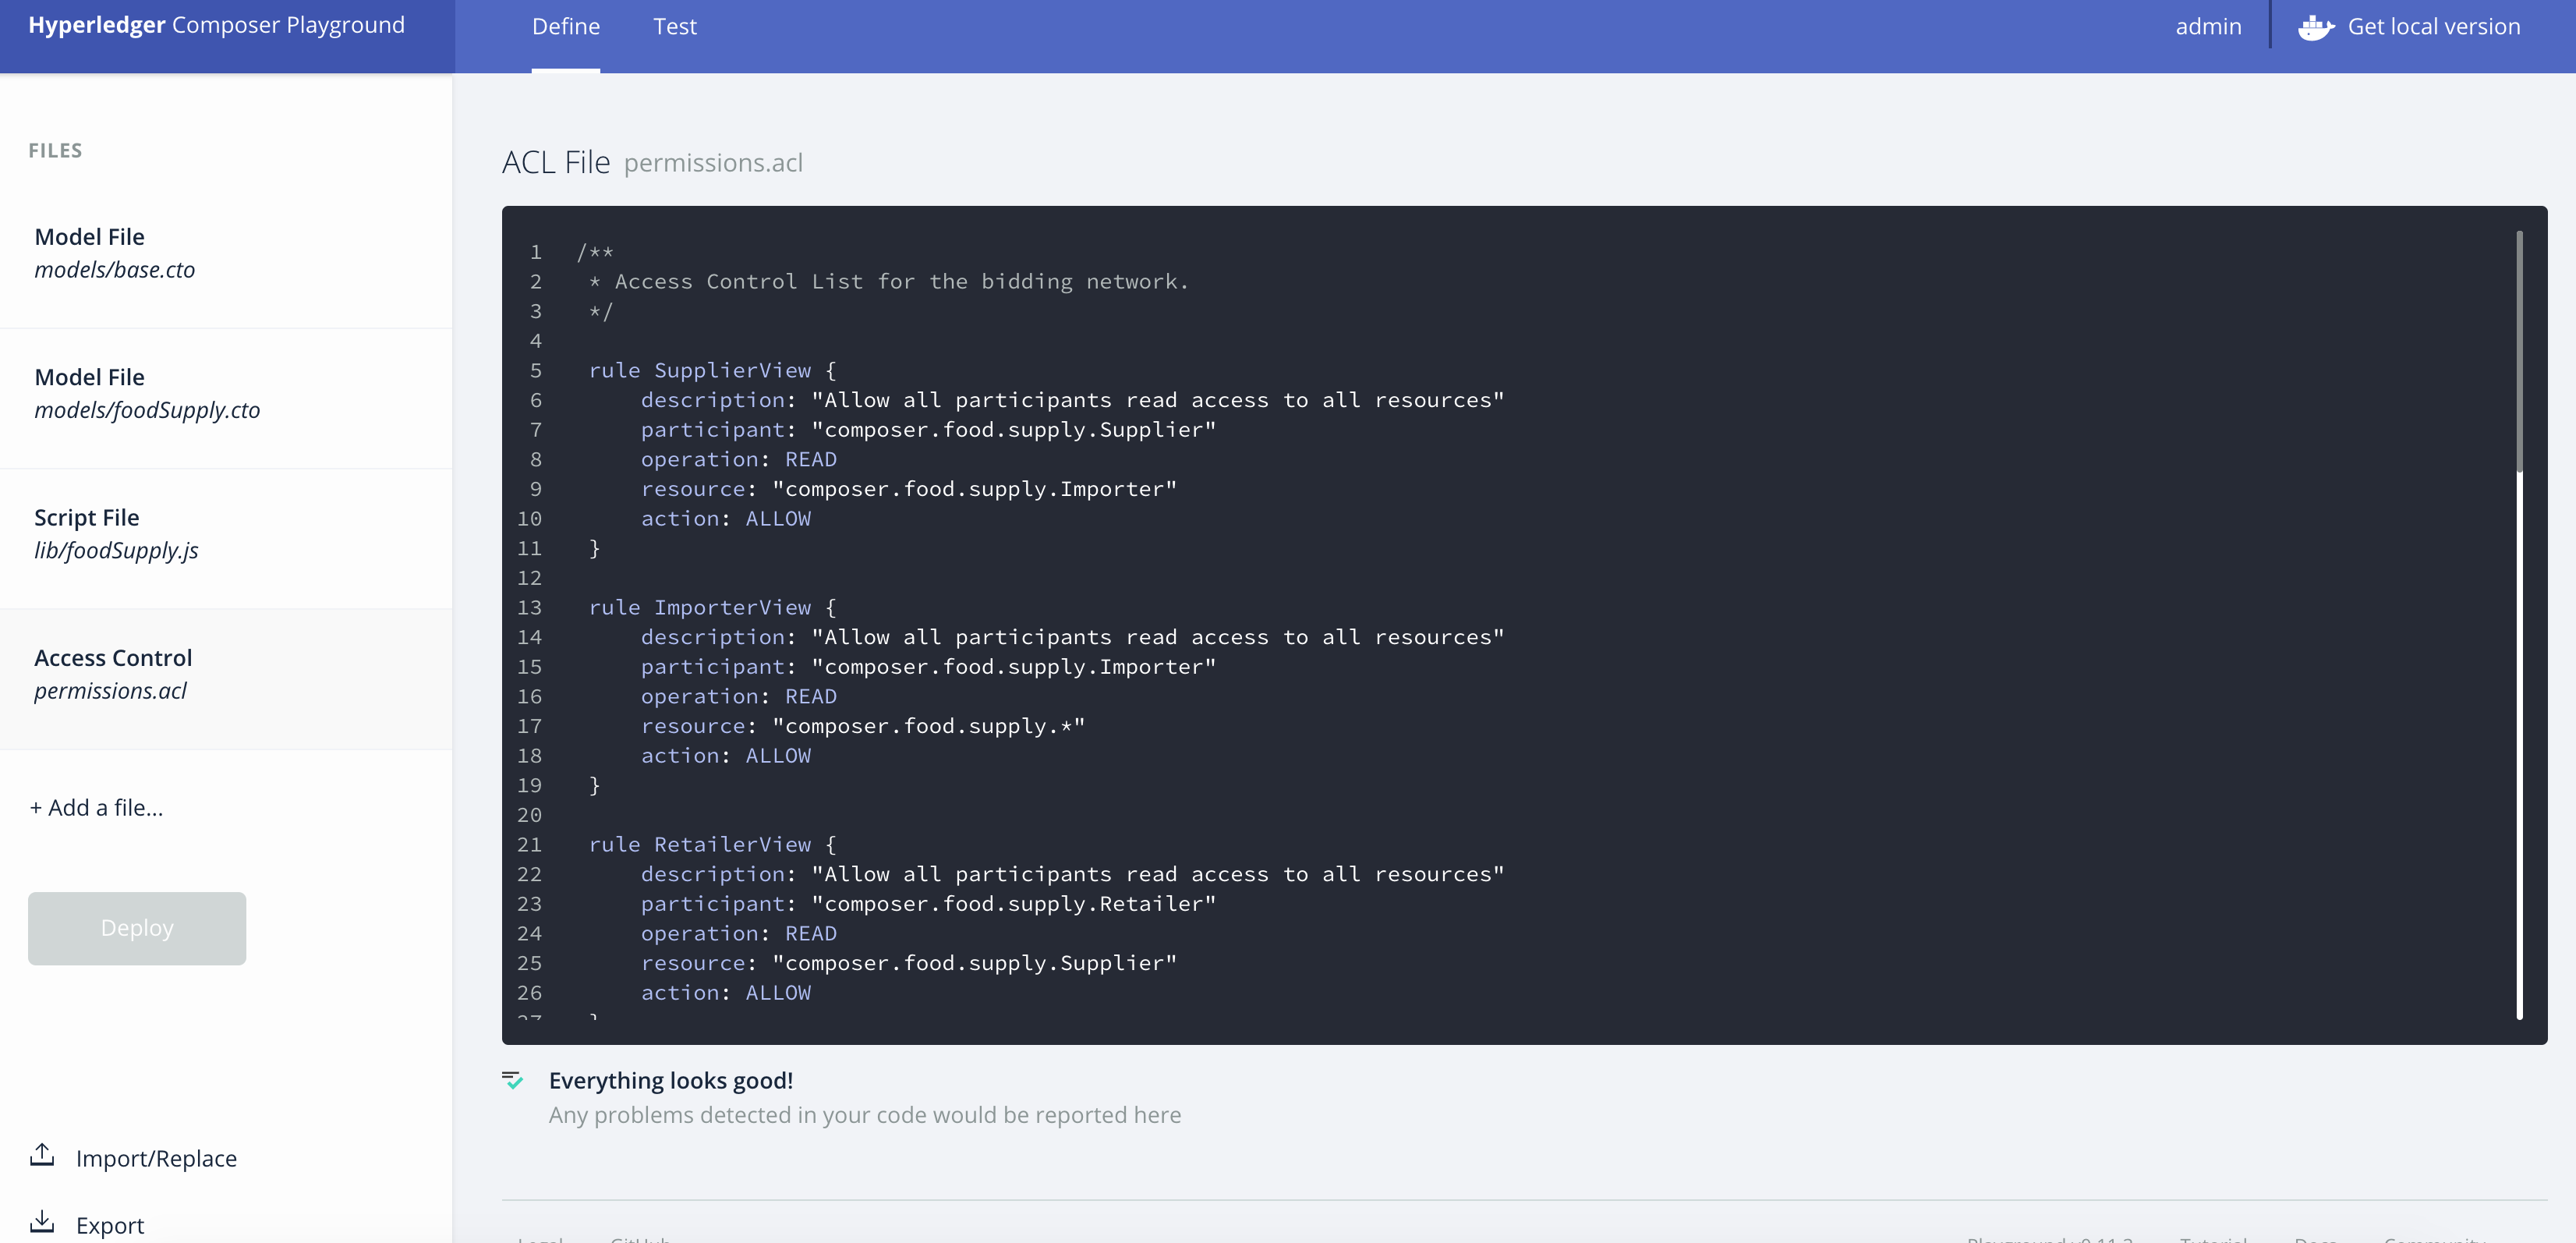 Hyperledger Composer Playground
Define
Test
admin
Get local version
FILES
Model File
models/base.cto
Model File
models/foodSupply.cto
Script File
lib/foodSupply.js
Access Control
permissions.acl
+ Add a file...
Deploy
Import/Replace
Export
ACL File permissions.acl
1 /**
2 * Access Control List for the bidding network.
3 */
4
5 rule SupplierView {
6 description: "Allow all participants read access to all resources"
7 participant: "composer.food.supply.Supplier"
8 operation: READ
9 resource: "composer.food.supply.Importer"
10 action: ALLOW
11 }
12
13 rule ImporterView {
14 description: "Allow all participants read access to all resources"
15 participant: "composer.food.supply.Importer"
16 operation: READ
17 resource: "composer.food.supply.*"
18 action: ALLOW
19 }
20
21 rule RetailerView {
22 description: "Allow all participants read access to all resources"
23 participant: "composer.food.supply.Retailer"
24 operation: READ
25 resource: "composer.food.supply.Supplier"
26 action: ALLOW
27 }
Everything looks good!
Any problems detected in your code would be reported here
Legal GitHub
Tutorial Docs Community